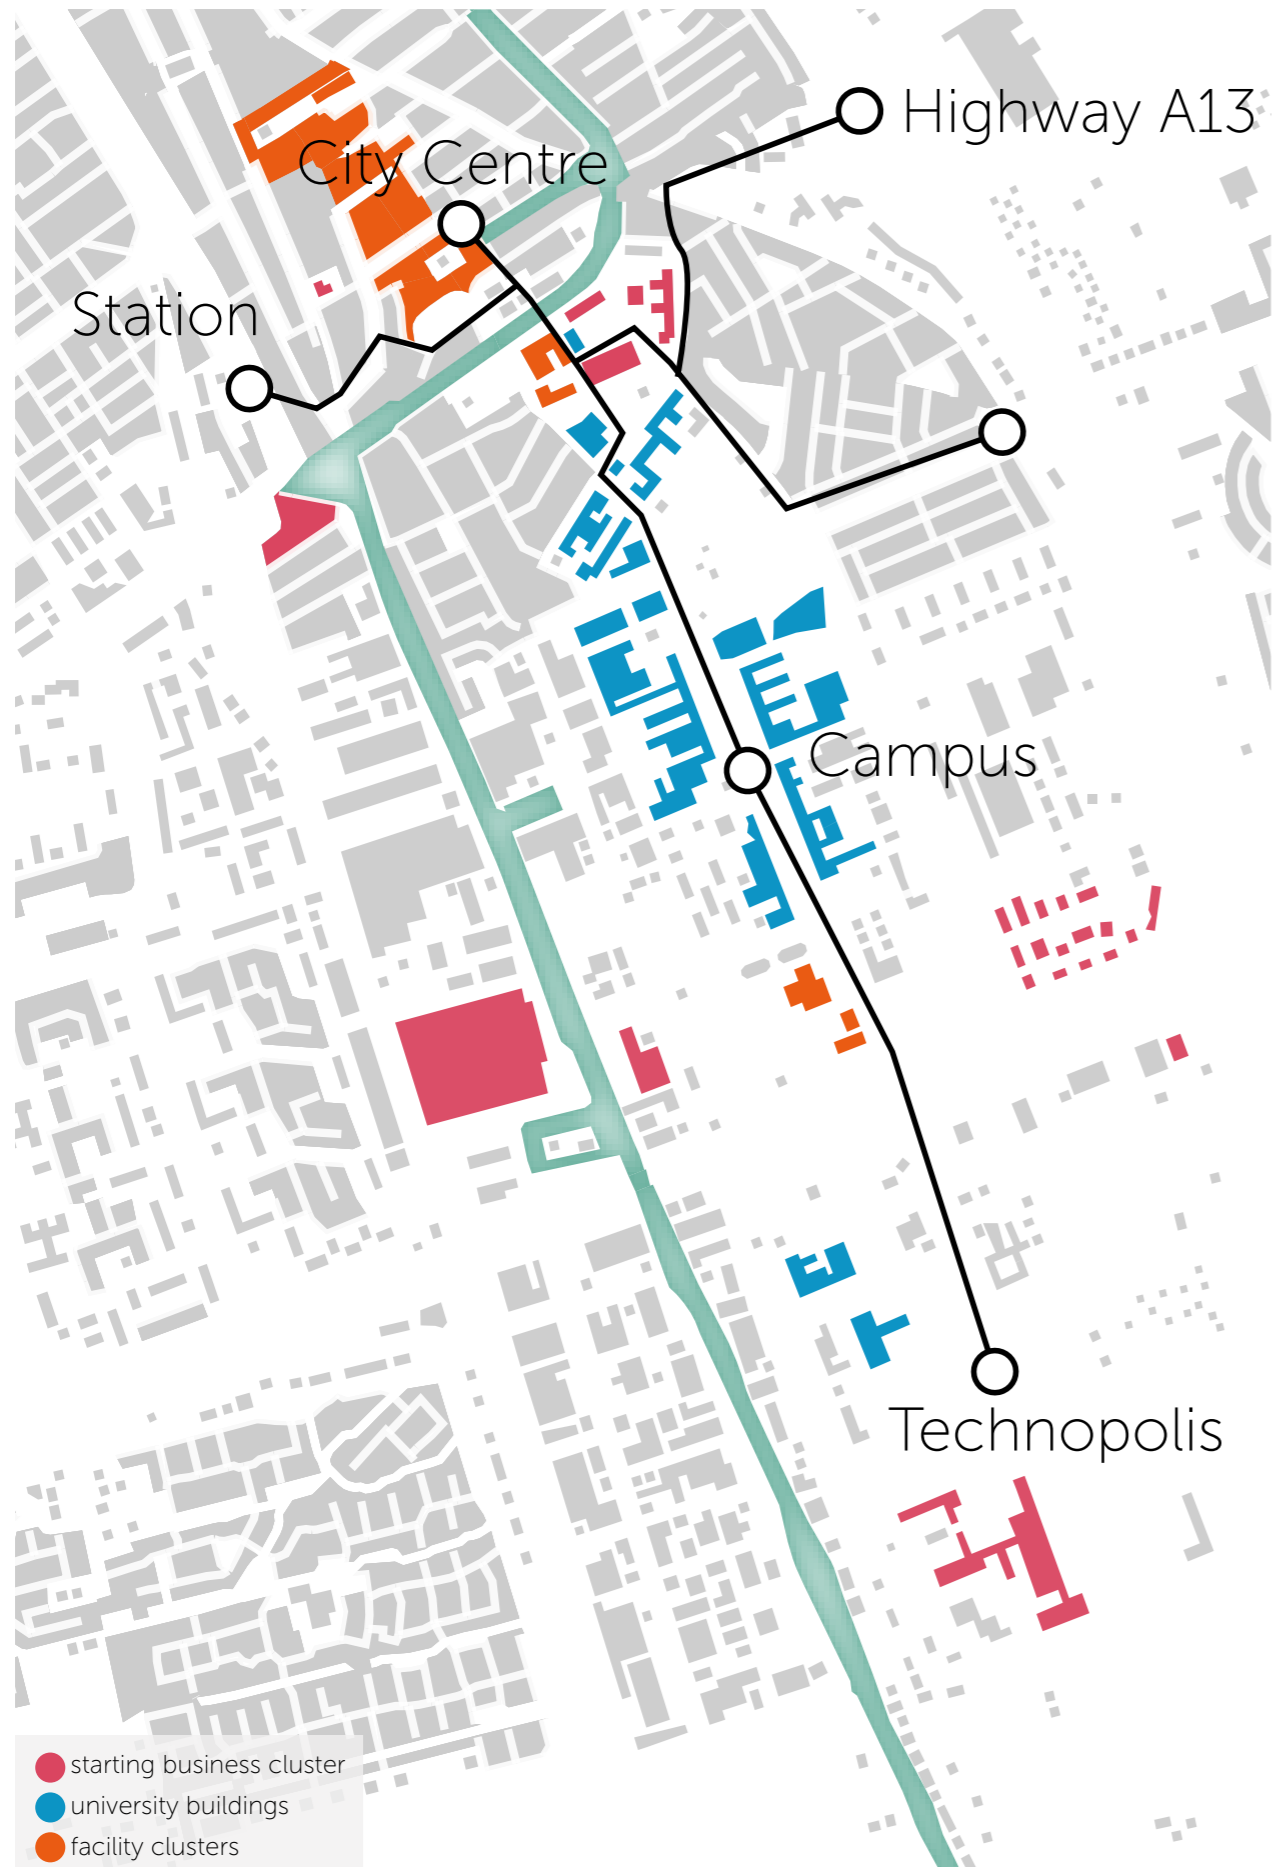 Highway A13
City Centre
Station
Campus
Technopolis
starting business cluster
university buildings
facility clusters